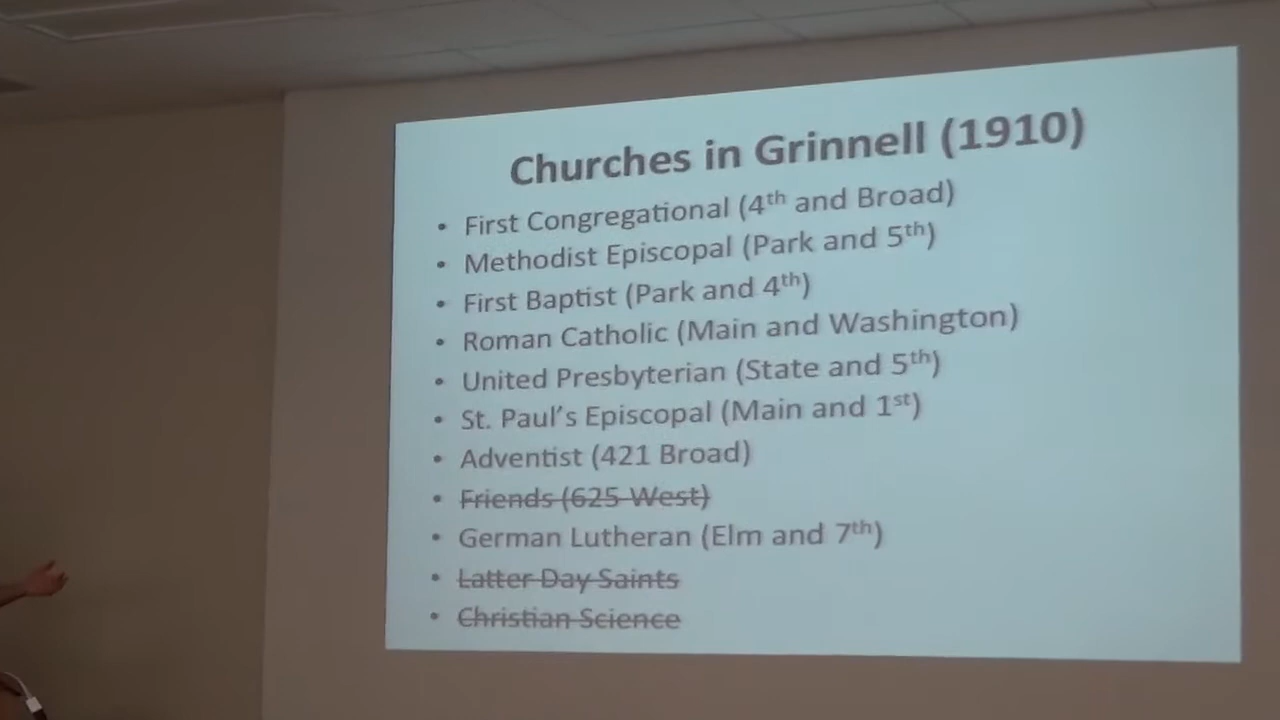 Churches in Grinnell (1910)
• First Congregational (4th and Broad)
• Methodist Episcopal (Park and 5th)
• First Baptist (Park and 4th)
• Roman Catholic (Main and Washington)
• United Presbyterian (State and 5th)
• St. Paul's Episcopal (Main and 1st)
• Adventist (421 Broad)
• Friends (625 West)
• German Lutheran (Elm and 7th)
• Latter Day Saints
• Christian Science